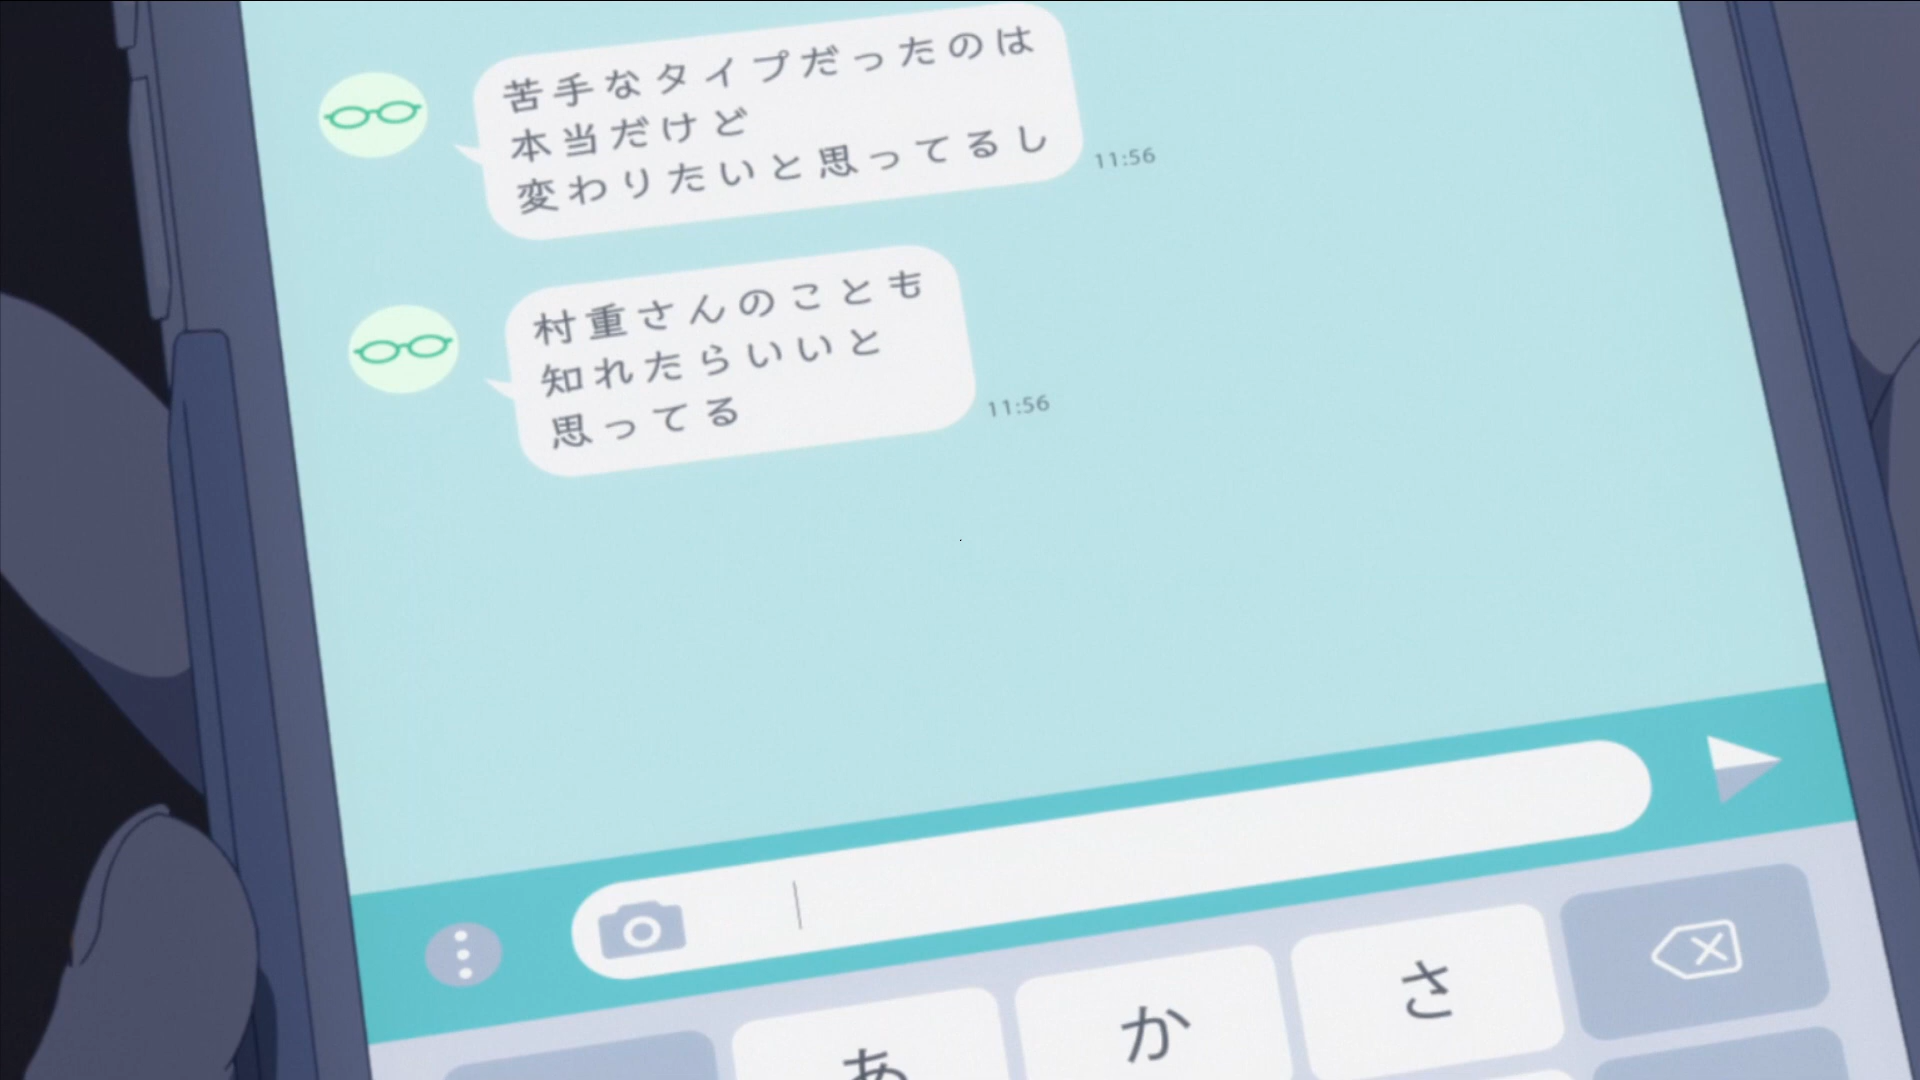 苦手なタイプだったのは
本当だけど
変わりたいと思ってるし
11:56
村重さんのことも
知れたらいいと
思ってる
11:56
あ
か
さ